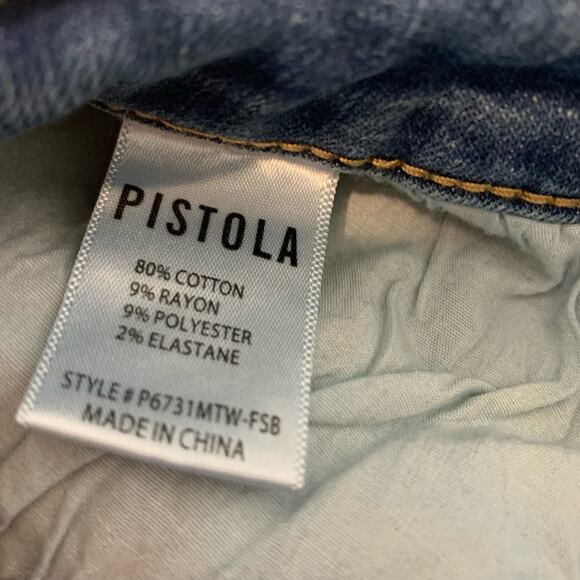 PISTOLA
80% COTTON
9% RAYON
9% POLYESTER
2% ELASTANE
STYLE # P6731MTW-FSB
MADE IN CHINA